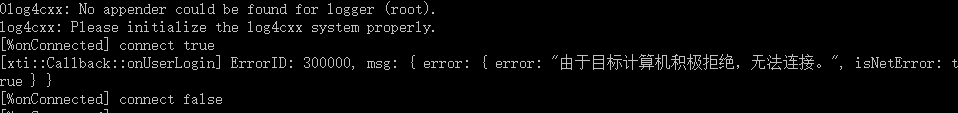 0log4cxx: No appender could be found for logger (root).
log4cxx: Please initialize the log4cxx system properly.
[%onConnected] connect true
[xti::Callback::onUserLogin] ErrorID: 300000, msg: { error: { error: "由于目标计算机积极拒绝，无法连接。", isNetError: t
rue } }
[%onConnected] connect false